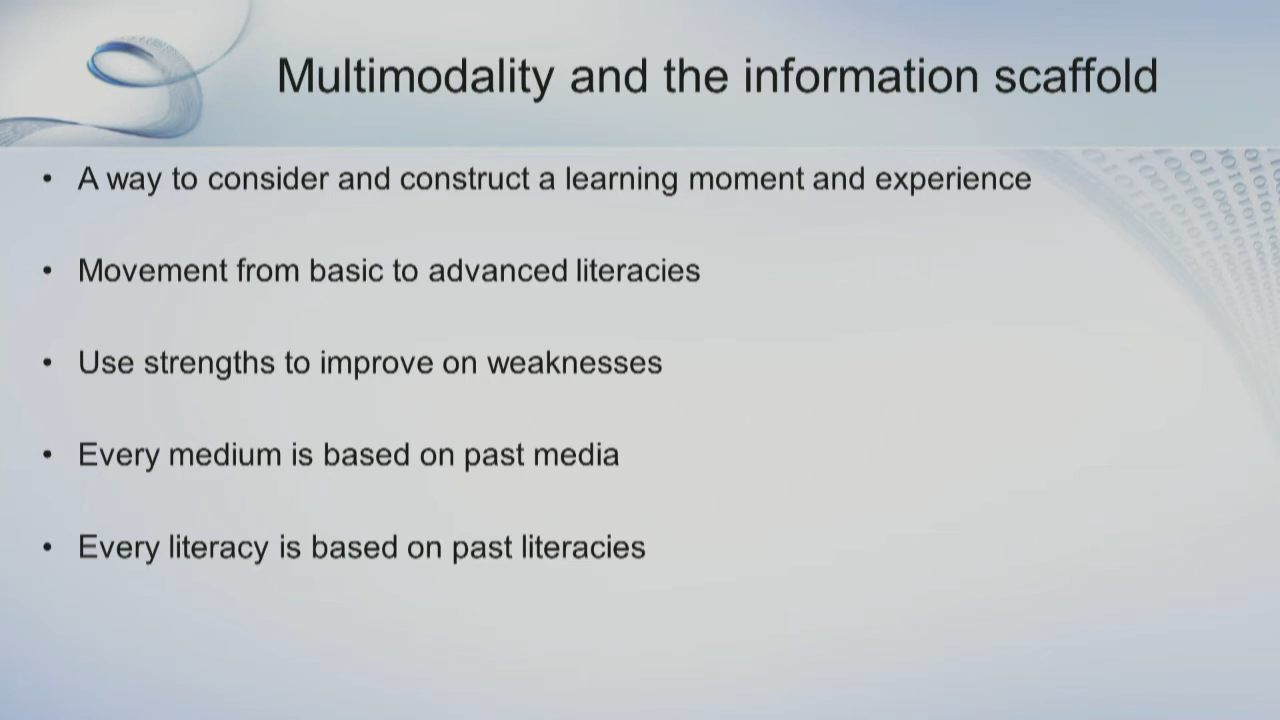 Multimodality and the information scaffold
• A way to consider and construct a learning moment and experience
• Movement from basic to advanced literacies
• Use strengths to improve on weaknesses
• Every medium is based on past media
• Every literacy is based on past literacies